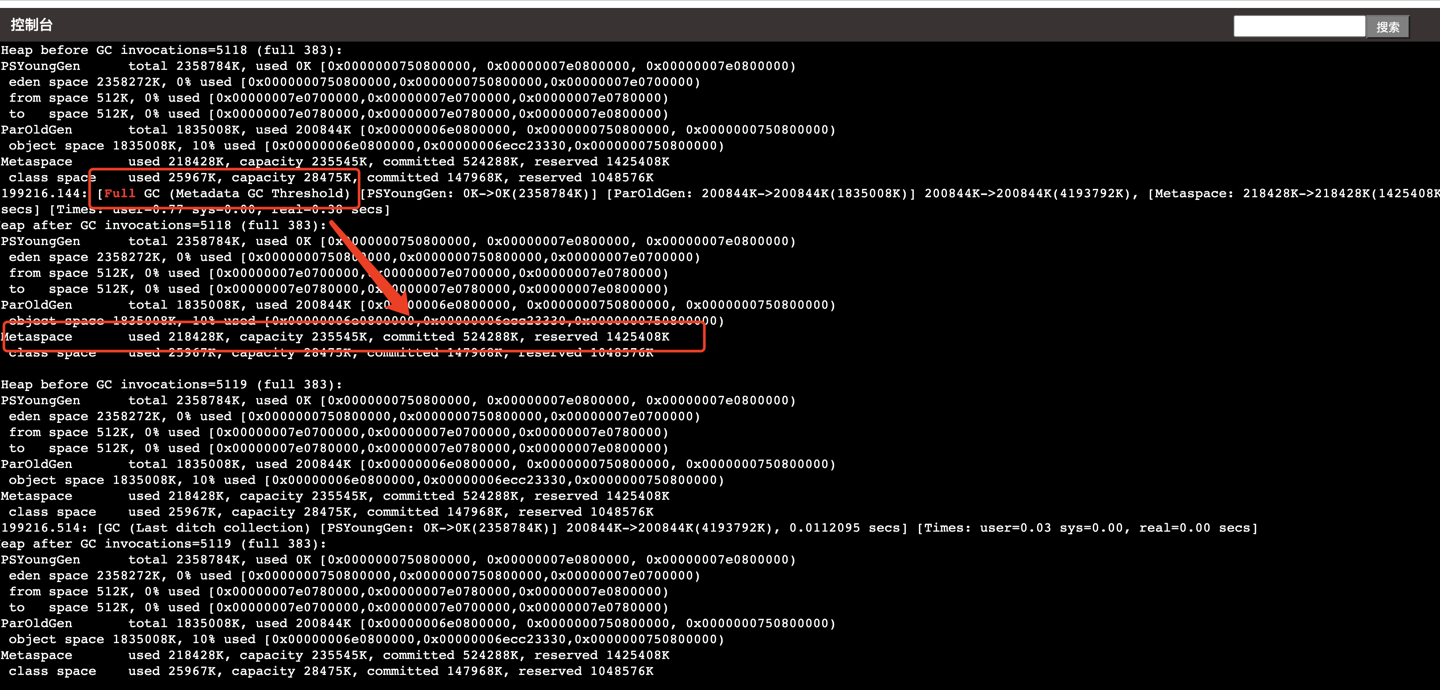 控制台
搜索
Heap before GC invocations=5118 (full 383):
PSYoungGen total 2358784K, used 0K [0x0000000750800000, 0x00000007e0800000, 0x00000007e0800000)
eden space 2358272K, 0% used [0x0000000750800000,0x0000000750800000,0x00000007e0700000)
from space 512K, 0% used [0x00000007e0700000,0x00000007e0700000,0x00000007e0780000)
to space 512K, 0% used [0x00000007e0780000,0x00000007e0780000,0x00000007e0800000)
ParOldGen total 1835008K, used 200844K [0x00000006e0800000, 0x0000000750800000, 0x0000000750800000)
object space 1835008K, 10% used [0x00000006e0800000,0x00000006ecc23330,0x0000000750800000)
Metaspace used 218428K, capacity 235545K, committed 524288K, reserved 1425408K
class space used 25967K, capacity 28475K, committed 147968K, reserved 1048576K
199216.144: [Full GC (Metadata GC Threshold) [PSYoungGen: 0K->0K(2358784K)] [ParOldGen: 200844K->200844K(1835008K)] 200844K->200844K(4193792K), [Metaspace: 218428K->218428K(1425408K
secs] [Times: user=0.77 sys=0.00, real=0.38 secs]
eap after GC invocations=5118 (full 383):
PSYoungGen total 2358784K, used 0K [0x0000000750800000, 0x00000007e0800000, 0x00000007e0800000)
eden space 2358272K, 0% used [0x0000000750800000,0x0000000750800000,0x00000007e0700000)
from space 512K, 0% used [0x00000007e0700000,0x00000007e0700000,0x00000007e0780000)
to space 512K, 0% used [0x00000007e0780000,0x00000007e0780000,0x00000007e0800000)
ParOldGen total 1835008K, used 200844K [0x00000006e0800000, 0x0000000750800000, 0x0000000750800000)
object space 1835008K, 10% used [0x00000006e0800000,0x00000006ecc23330,0x0000000750800000)
Metaspace used 218428K, capacity 235545K, committed 524288K, reserved 1425408K
class space used 25967K, capacity 28475K, committed 147968K, reserved 1048576K
Heap before GC invocations=5119 (full 383):
PSYoungGen total 2358784K, used 0K [0x0000000750800000, 0x00000007e0800000, 0x00000007e0800000)
eden space 2358272K, 0% used [0x0000000750800000,0x0000000750800000,0x00000007e0700000)
from space 512K, 0% used [0x00000007e0700000,0x00000007e0700000,0x00000007e0780000)
to space 512K, 0% used [0x00000007e0780000,0x00000007e0780000,0x00000007e0800000)
ParOldGen total 1835008K, used 200844K [0x00000006e0800000, 0x0000000750800000, 0x0000000750800000)
object space 1835008K, 10% used [0x00000006e0800000,0x00000006ecc23330,0x0000000750800000)
Metaspace used 218428K, capacity 235545K, committed 524288K, reserved 1425408K
class space used 25967K, capacity 28475K, committed 147968K, reserved 1048576K
199216.514: [GC (Last ditch collection) [PSYoungGen: 0K->0K(2358784K)] 200844K->200844K(4193792K), 0.0112095 secs] [Times: user=0.03 sys=0.00, real=0.00 secs]
eap after GC invocations=5119 (full 383):
PSYoungGen total 2358784K, used 0K [0x0000000750800000, 0x00000007e0800000, 0x00000007e0800000)
eden space 2358272K, 0% used [0x0000000750800000,0x0000000750800000,0x00000007e0700000)
from space 512K, 0% used [0x00000007e0780000,0x00000007e0780000,0x00000007e0800000)
to space 512K, 0% used [0x00000007e0700000,0x00000007e0700000,0x00000007e0780000)
ParOldGen total 1835008K, used 200844K [0x00000006e0800000, 0x0000000750800000, 0x0000000750800000)
object space 1835008K, 10% used [0x00000006e0800000,0x00000006ecc23330,0x0000000750800000)
Metaspace used 218428K, capacity 235545K, committed 524288K, reserved 1425408K
class space used 25967K, capacity 28475K, committed 147968K, reserved 1048576K